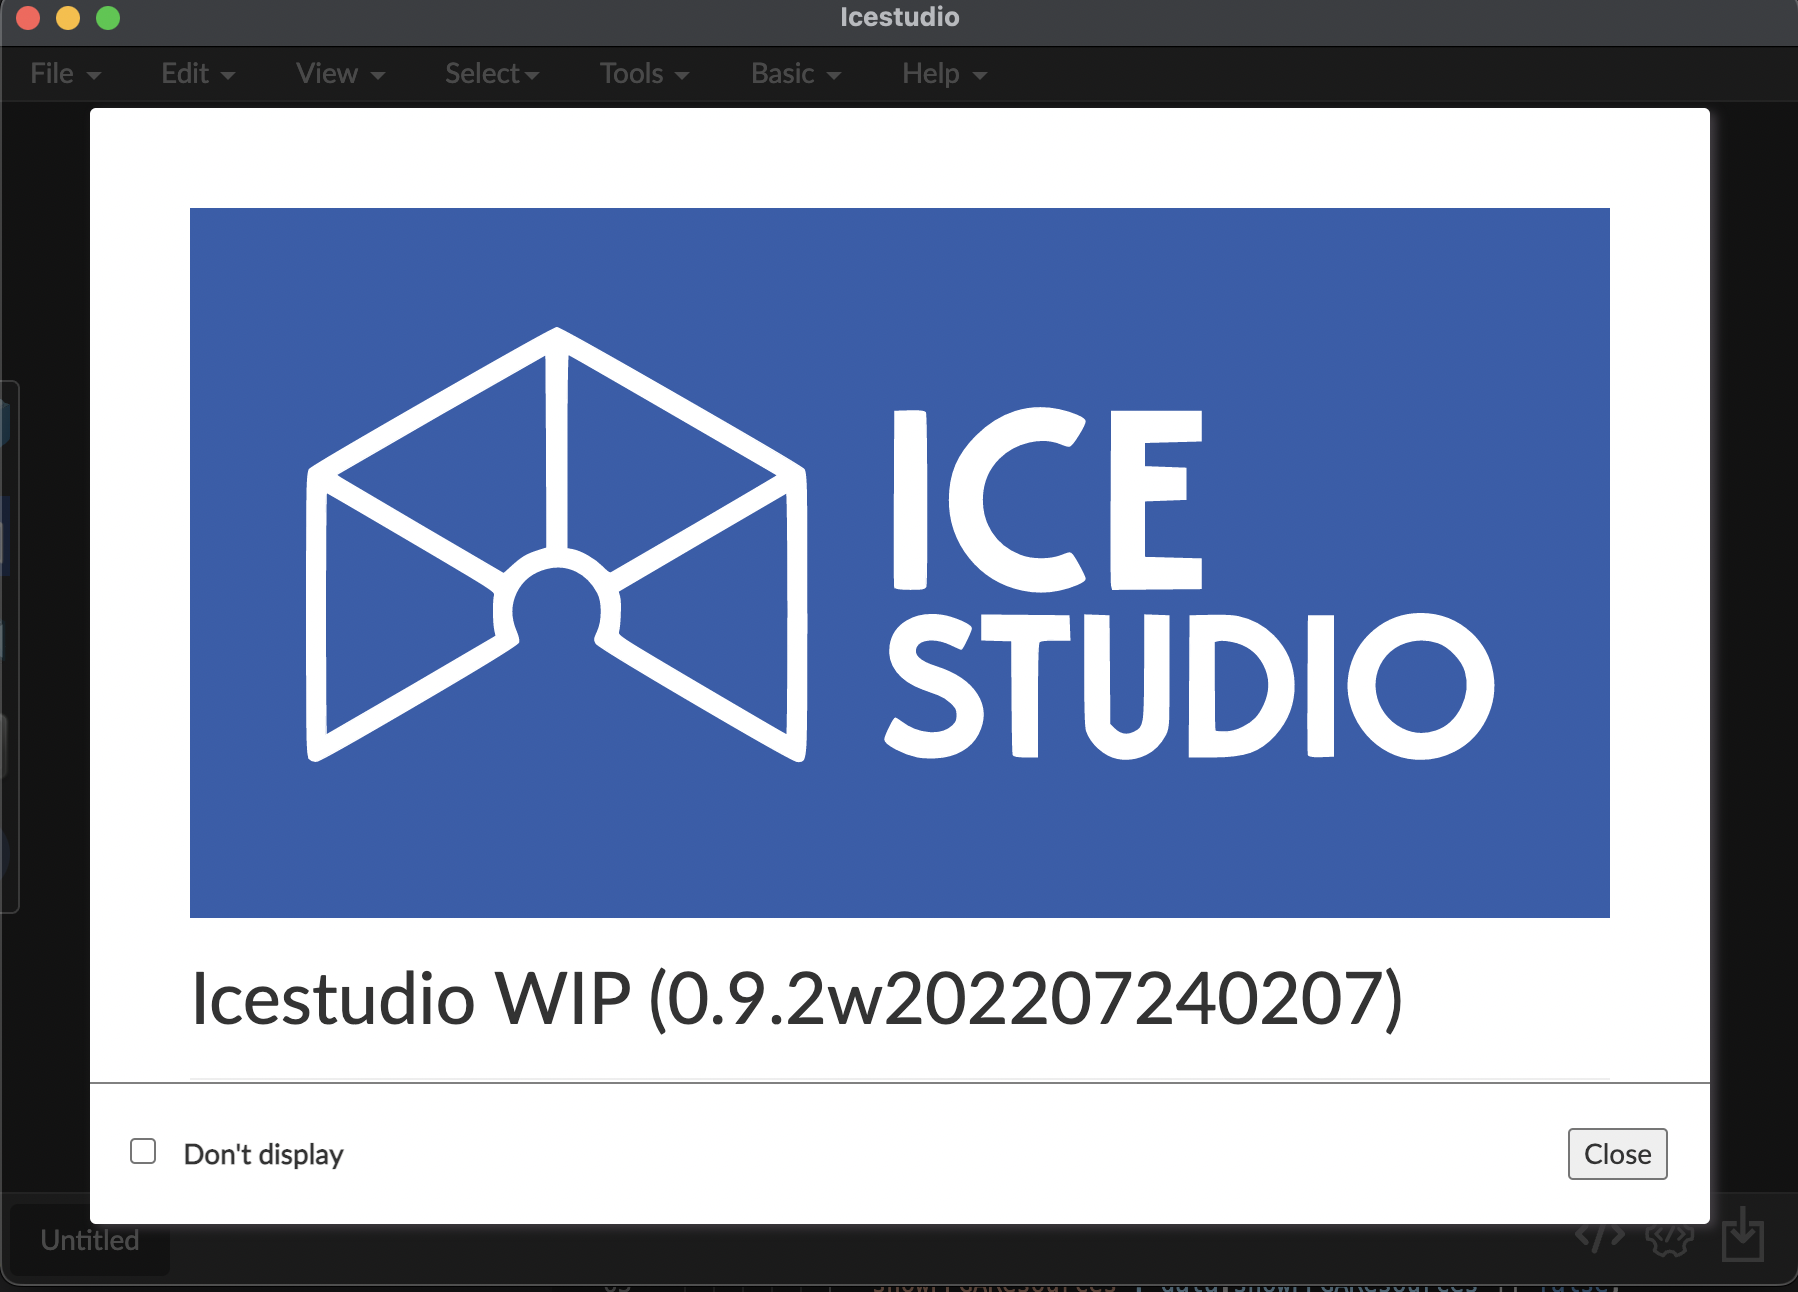 Icestudio
File Edit View Select Tools Basic Help
ICE
STUDIO
Icestudio WIP (0.9.2w202207240207)
Don't display
Close
Untitled